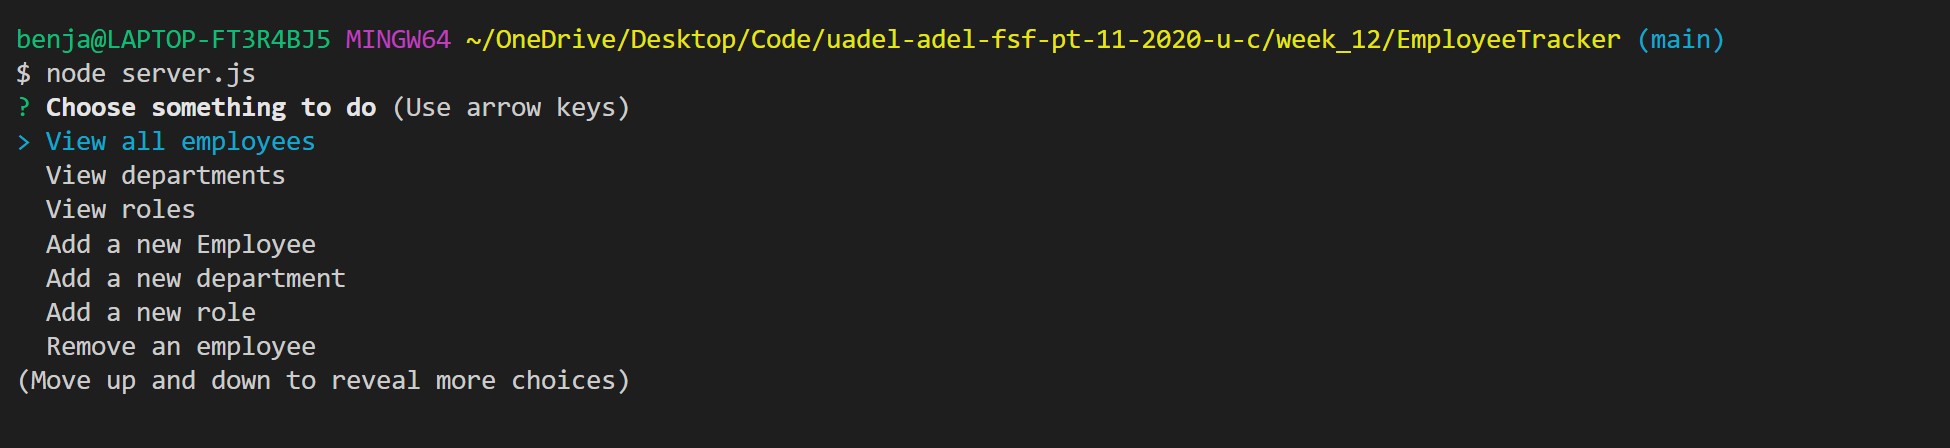 benja@LAPTOP-FT3R4BJ5 MINGW64 ~/OneDrive/Desktop/Code/uadel-adel-fsf-pt-11-2020-u-c/week_12/EmployeeTracker (main)
$ node server.js
? Choose something to do (Use arrow keys)
> View all employees
  View departments
  View roles
  Add a new Employee
  Add a new department
  Add a new role
  Remove an employee
(Move up and down to reveal more choices)